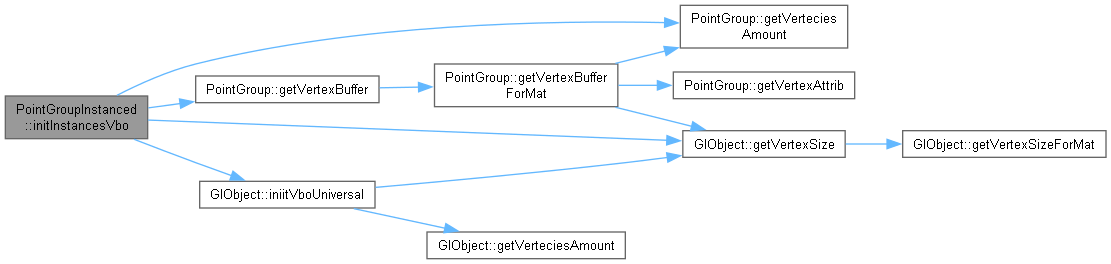 PointGroupInstanced
::initInstancesVbo
PointGroup::getVertexBuffer
GlObject::iniitVboUniversal
PointGroup::getVertexBuffer
ForMat
GlObject::getVerteciesAmount
PointGroup::getVertecies
Amount
PointGroup::getVertexAttrib
GlObject::getVertexSize
GlObject::getVertexSizeForMat